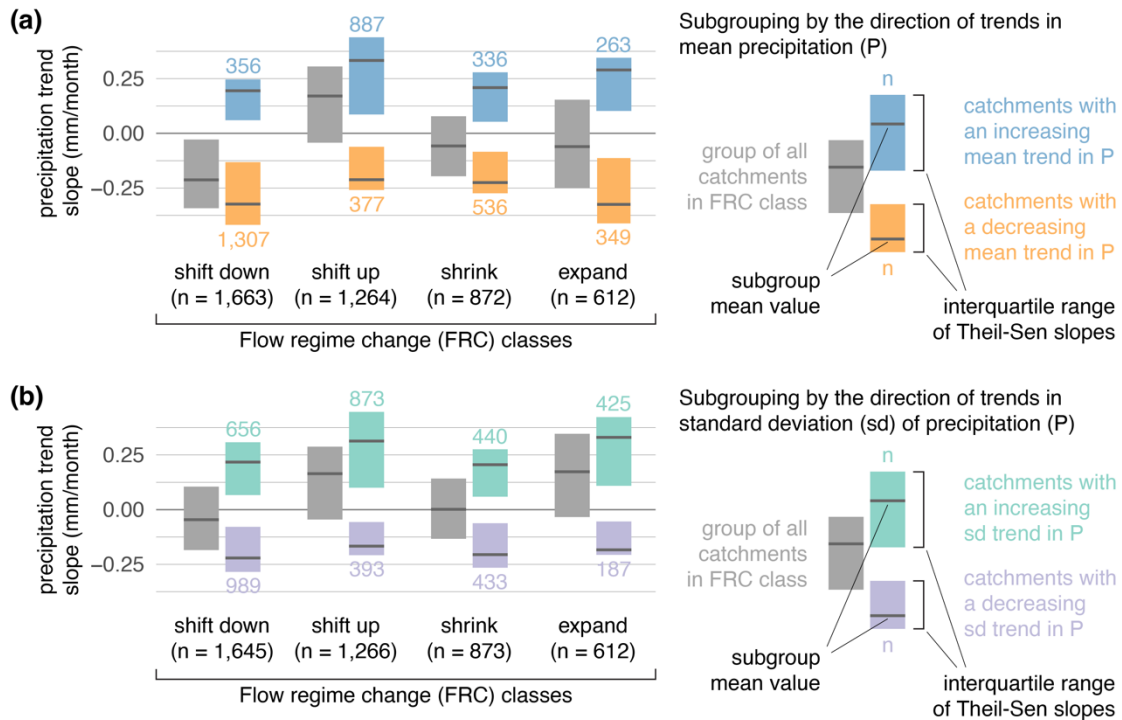 (a)
precipitation trend
slope (mm/month)
0.25
0.00
−0.25
356
887
336
263
1,307
377
536
349
shift down
(n = 1,663)
shift up
(n = 1,264)
shrink
(n = 872)
expand
(n = 612)
Flow regime change (FRC) classes
Subgrouping by the direction of trends in
mean precipitation (P)
n
catchments with
an increasing
mean trend in P
group of all
catchments
in FRC class
catchments with
a decreasing
mean trend in P
n
subgroup
mean value
interquartile range
of Theil-Sen slopes
(b)
precipitation trend
slope (mm/month)
0.25
0.00
−0.25
656
873
440
425
989
393
433
187
shift down
(n = 1,645)
shift up
(n = 1,266)
shrink
(n = 873)
expand
(n = 612)
Flow regime change (FRC) classes
Subgrouping by the direction of trends in
standard deviation (sd) of precipitation (P)
n
catchments with
an increasing
sd trend in P
group of all
catchments
in FRC class
catchments with
a decreasing
sd trend in P
n
subgroup
mean value
interquartile range
of Theil-Sen slopes